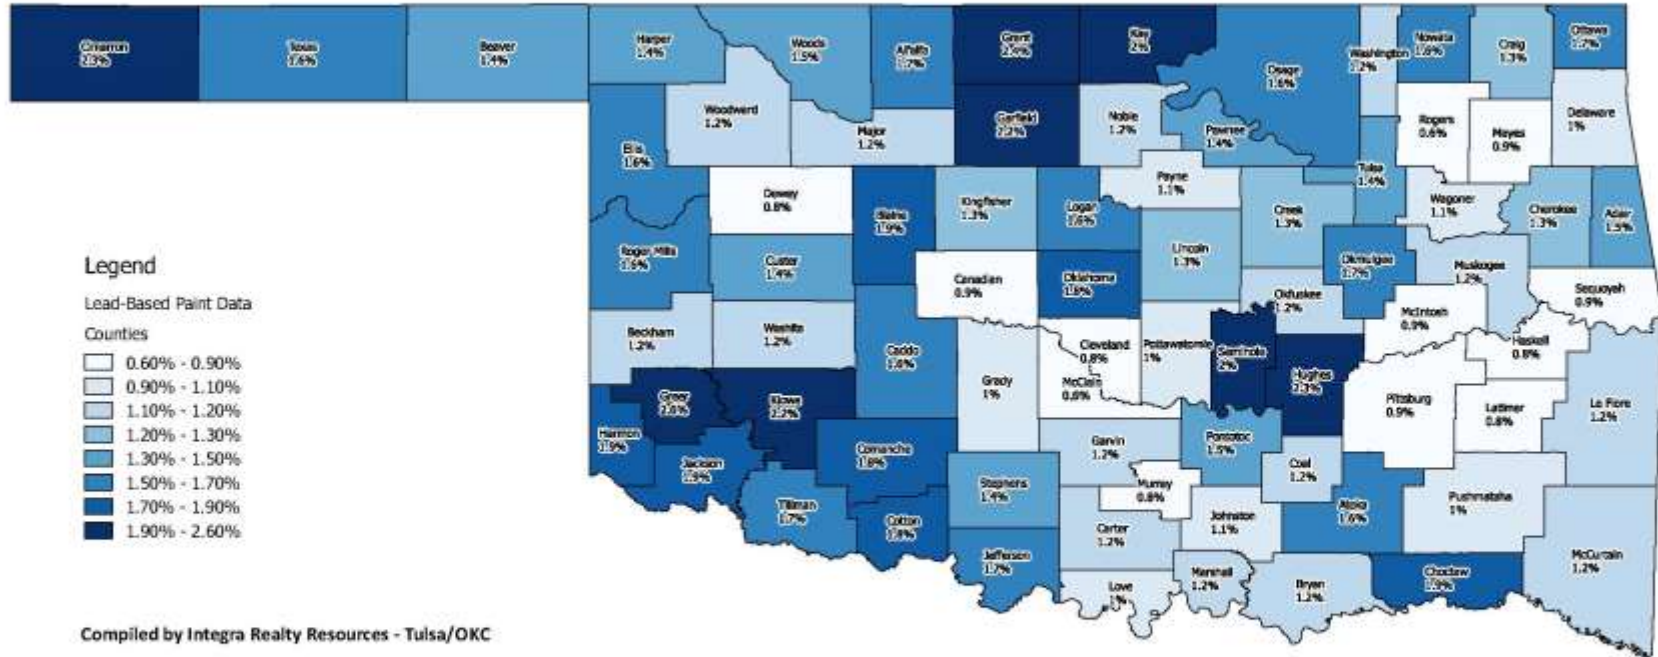 Cimarron
2.3%
Texas
1.6%
Beaver
1.4%
Harper
1.4%
Woods
1.5%
Alfalfa
1.7%
Grant
2.4%
Kay
2%
Osage
1.6%
Washington
1.2%
Nowata
1.6%
Craig
1.3%
Ottawa
1.7%
Woodward
1.2%
Major
1.2%
Garfield
2.2%
Noble
1.2%
Pawnee
1.4%
Rogers
0.6%
Mayes
0.9%
Delaware
1%
Ellis
1.6%
Dewey
0.8%
Blaine
1.9%
Kingfisher
1.3%
Logan
1.6%
Payne
1.1%
Creek
1.3%
Tulsa
1.4%
Wagoner
1.1%
Cherokee
1.3%
Adair
1.5%
Roger Mills
1.6%
Custer
1.4%
Canadian
0.9%
Oklahoma
1.8%
Lincoln
1.3%
Okmulgee
1.7%
Muskogee
1.2%
Sequoyah
0.9%
Okfuskee
1.2%
McIntosh
0.9%
Haskell
0.8%
Beckham
1.2%
Washita
1.2%
Caddo
1.6%
Grady
1%
Cleveland
0.8%
McClain
Pottawatomie
1%
Seminole
2%
Hughes
2.3%
Pittsburg
0.9%
Latimer
0.8%
Le Flore
1.2%
Greer
2.6%
Kiowa
2.2%
Harmon
1.9%
Jackson
1.9%
Comanche
1.8%
Tillman
1.7%
Cotton
1.8%
Stephens
1.4%
Jefferson
1.7%
Garvin
1.2%
Murray
0.8%
Pontotoc
1.5%
Coal
1.2%
Carter
1.2%
Johnston
1.1%
Atoka
1.6%
Pushmataha
1%
McCurtain
1.2%
Love
1%
Marshall
1.2%
Bryan
1.2%
Choctaw
1.9%
Legend
Lead-Based Paint Data
Counties
0.60% - 0.90%
0.90% - 1.10%
1.10% - 1.20%
1.20% - 1.30%
1.30% - 1.50%
1.50% - 1.70%
1.70% - 1.90%
1.90% - 2.60%
Compiled by Integra Realty Resources - Tulsa/OKC